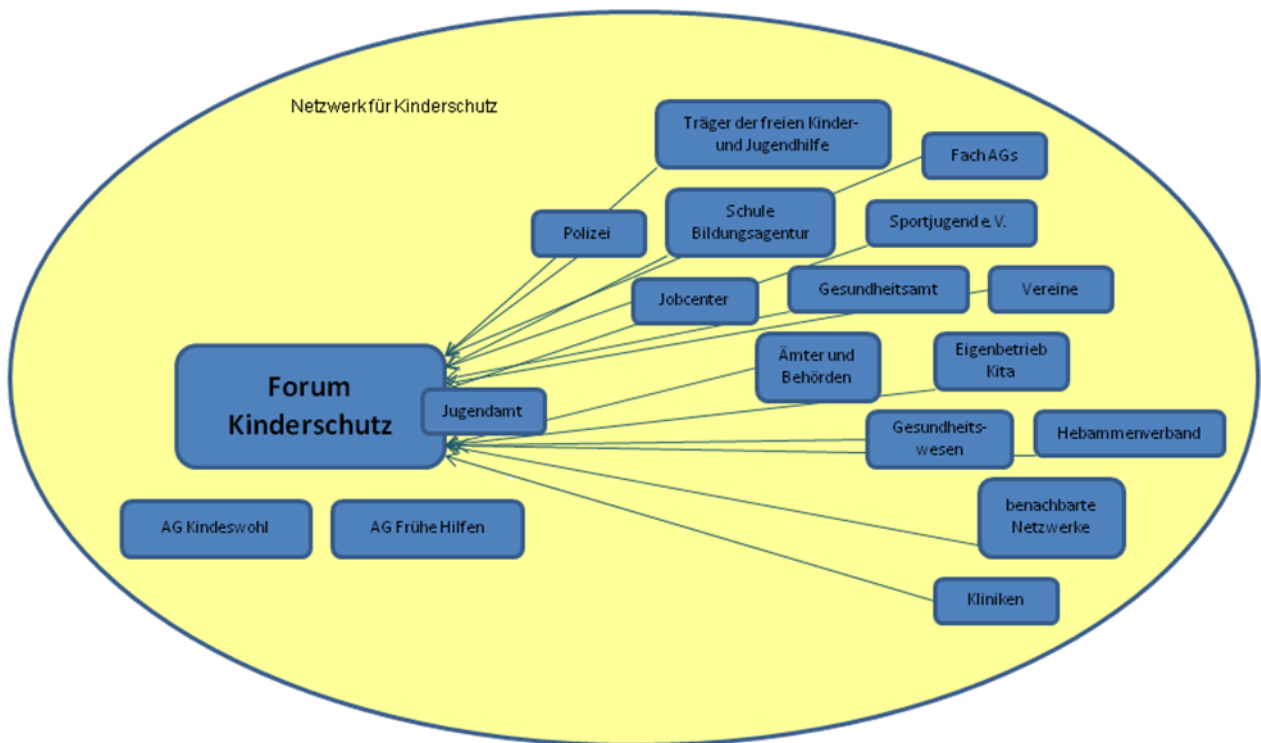 Netzwerk für Kinderschutz
Träger der freien Kinder-
und Jugendhilfe
Fach AGs
Schule
Bildungsagentur
Polizei
Sportjugend e.V.
Jobcenter
Gesundheitsamt
Vereine
Ämter und
Behörden
Eigenbetrieb
Kita
Forum
Kinderschutz
Jugendamt
Gesundheits-
wesen
Hebammenverband
benachbarte
Netzwerke
AG Kindeswohl
AG Frühe Hilfen
Kliniken